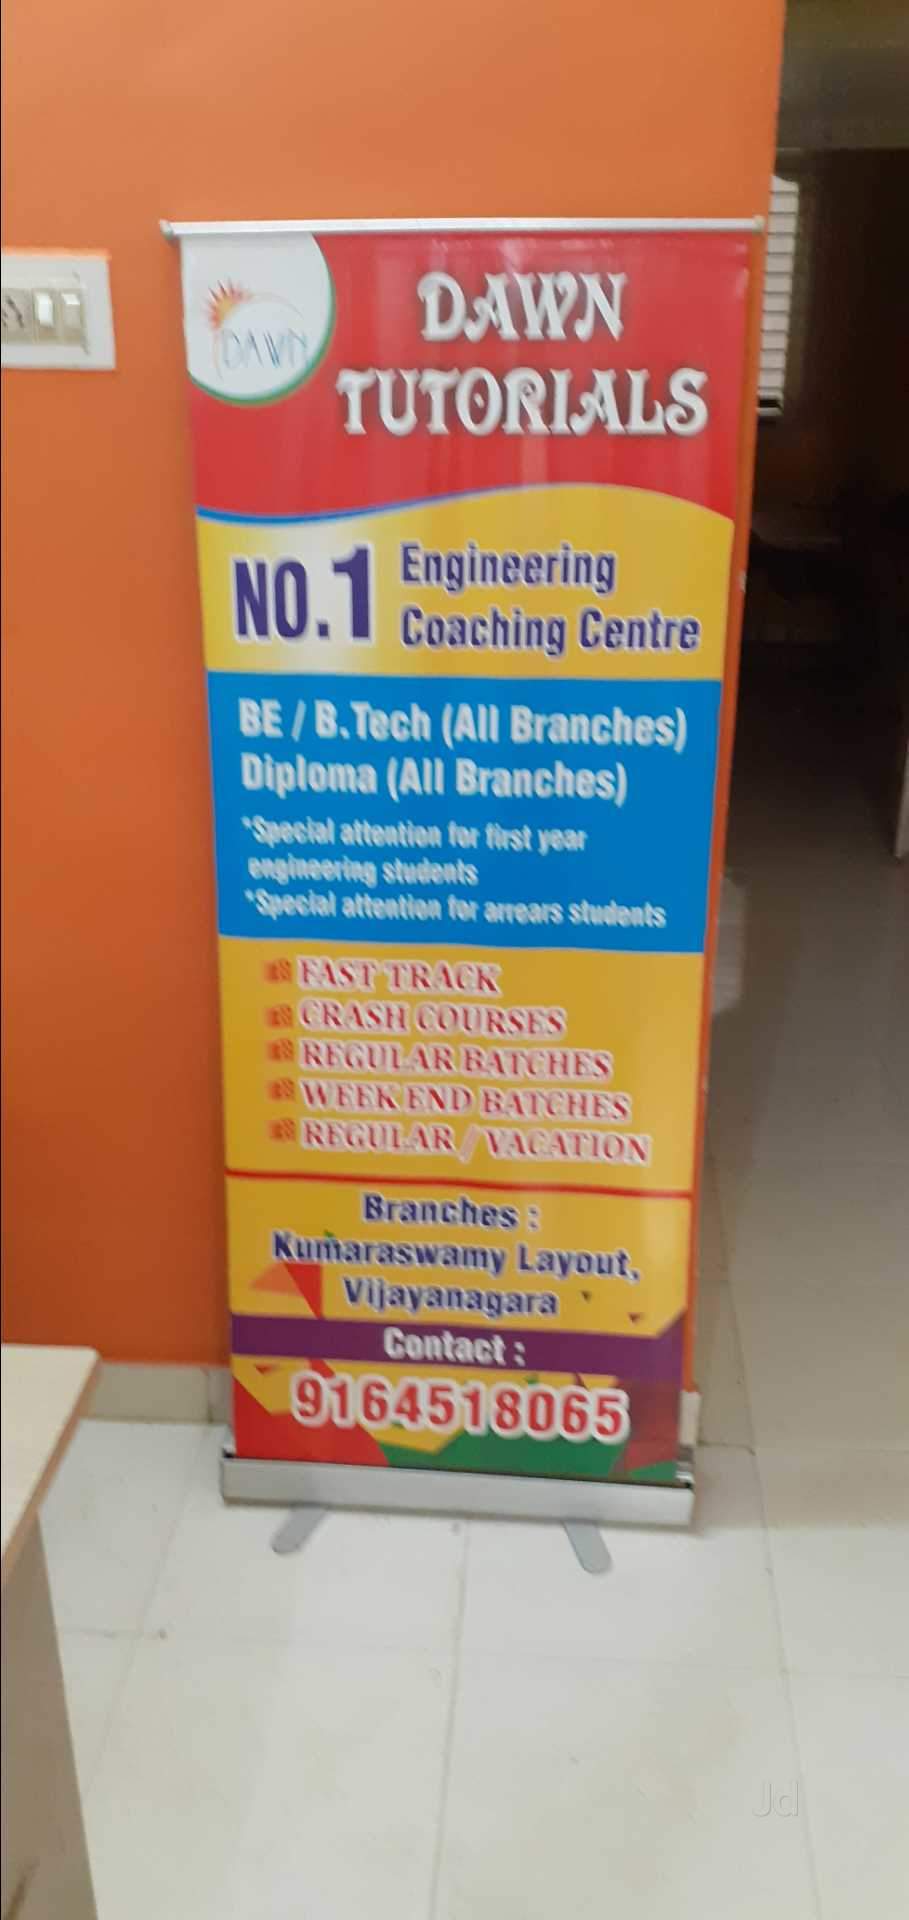 DAWN
DAWN
TUTORIALS
NO.1 Engineering
Coaching Centre
BE / B.Tech (All Branches)
Diploma (All Branches)
*Special attention for first year
engineering students
*Special attention for arrears students
FAST TRACK
CRASH COURSES
REGULAR BATCHES
WEEK END BATCHES
REGULAR / VACATION
Branches :
Kumaraswamy Layout,
Vijayanagara
Contact :
9164518065
Jd